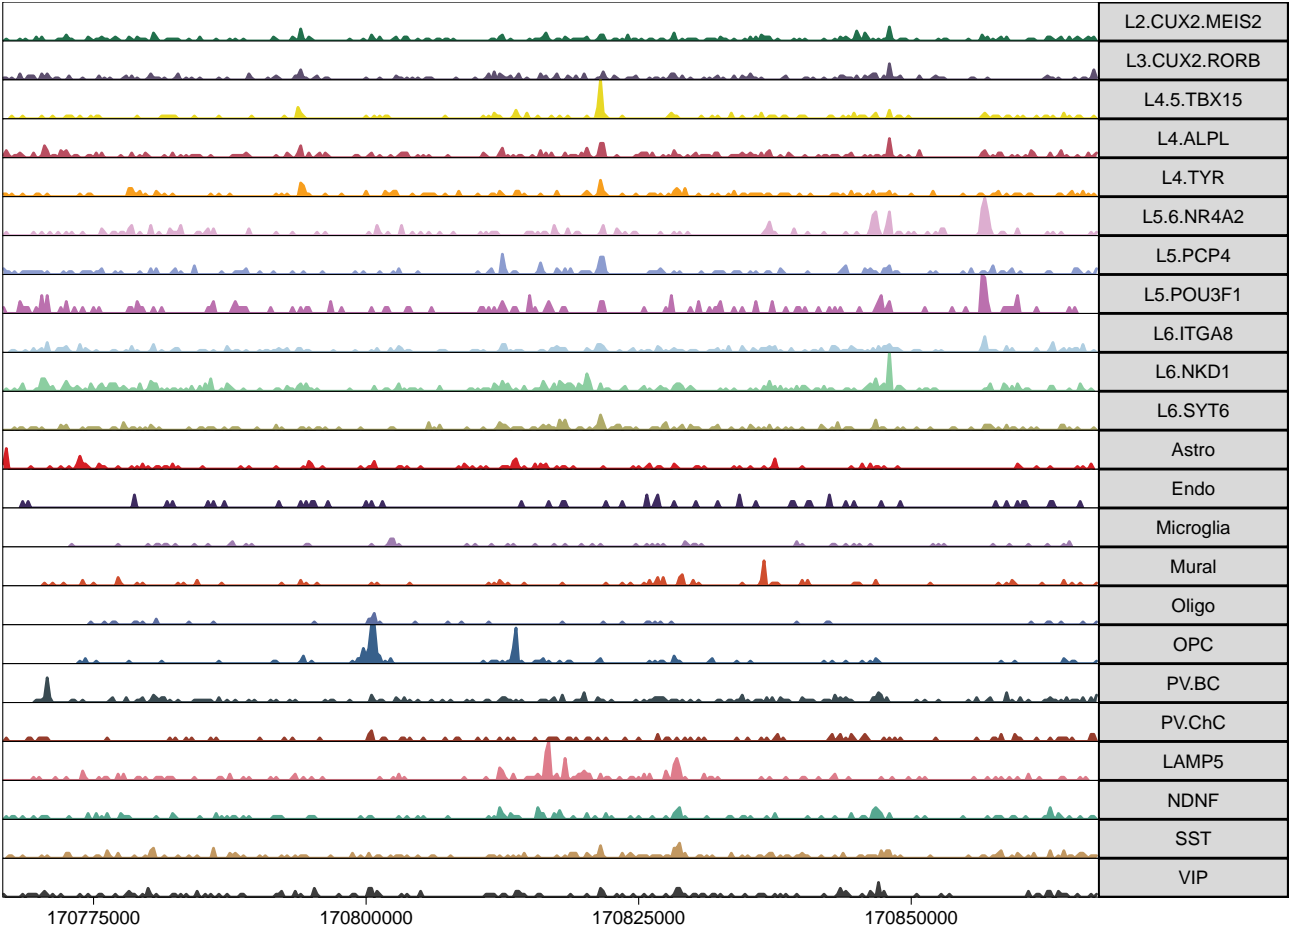 L2.CUX2.MEIS2
L3.CUX2.RORB
L4.5.TBX15
L4.ALPL
L4.TYR
L5.6.NR4A2
L5.PCP4
L5.POU3F1
L6.ITGA8
L6.NKD1
L6.SYT6
Astro
Endo
Microglia
Mural
Oligo
OPC
PV.BC
PV.ChC
LAMP5
NDNF
SST
VIP
170775000 170800000 170825000 170850000